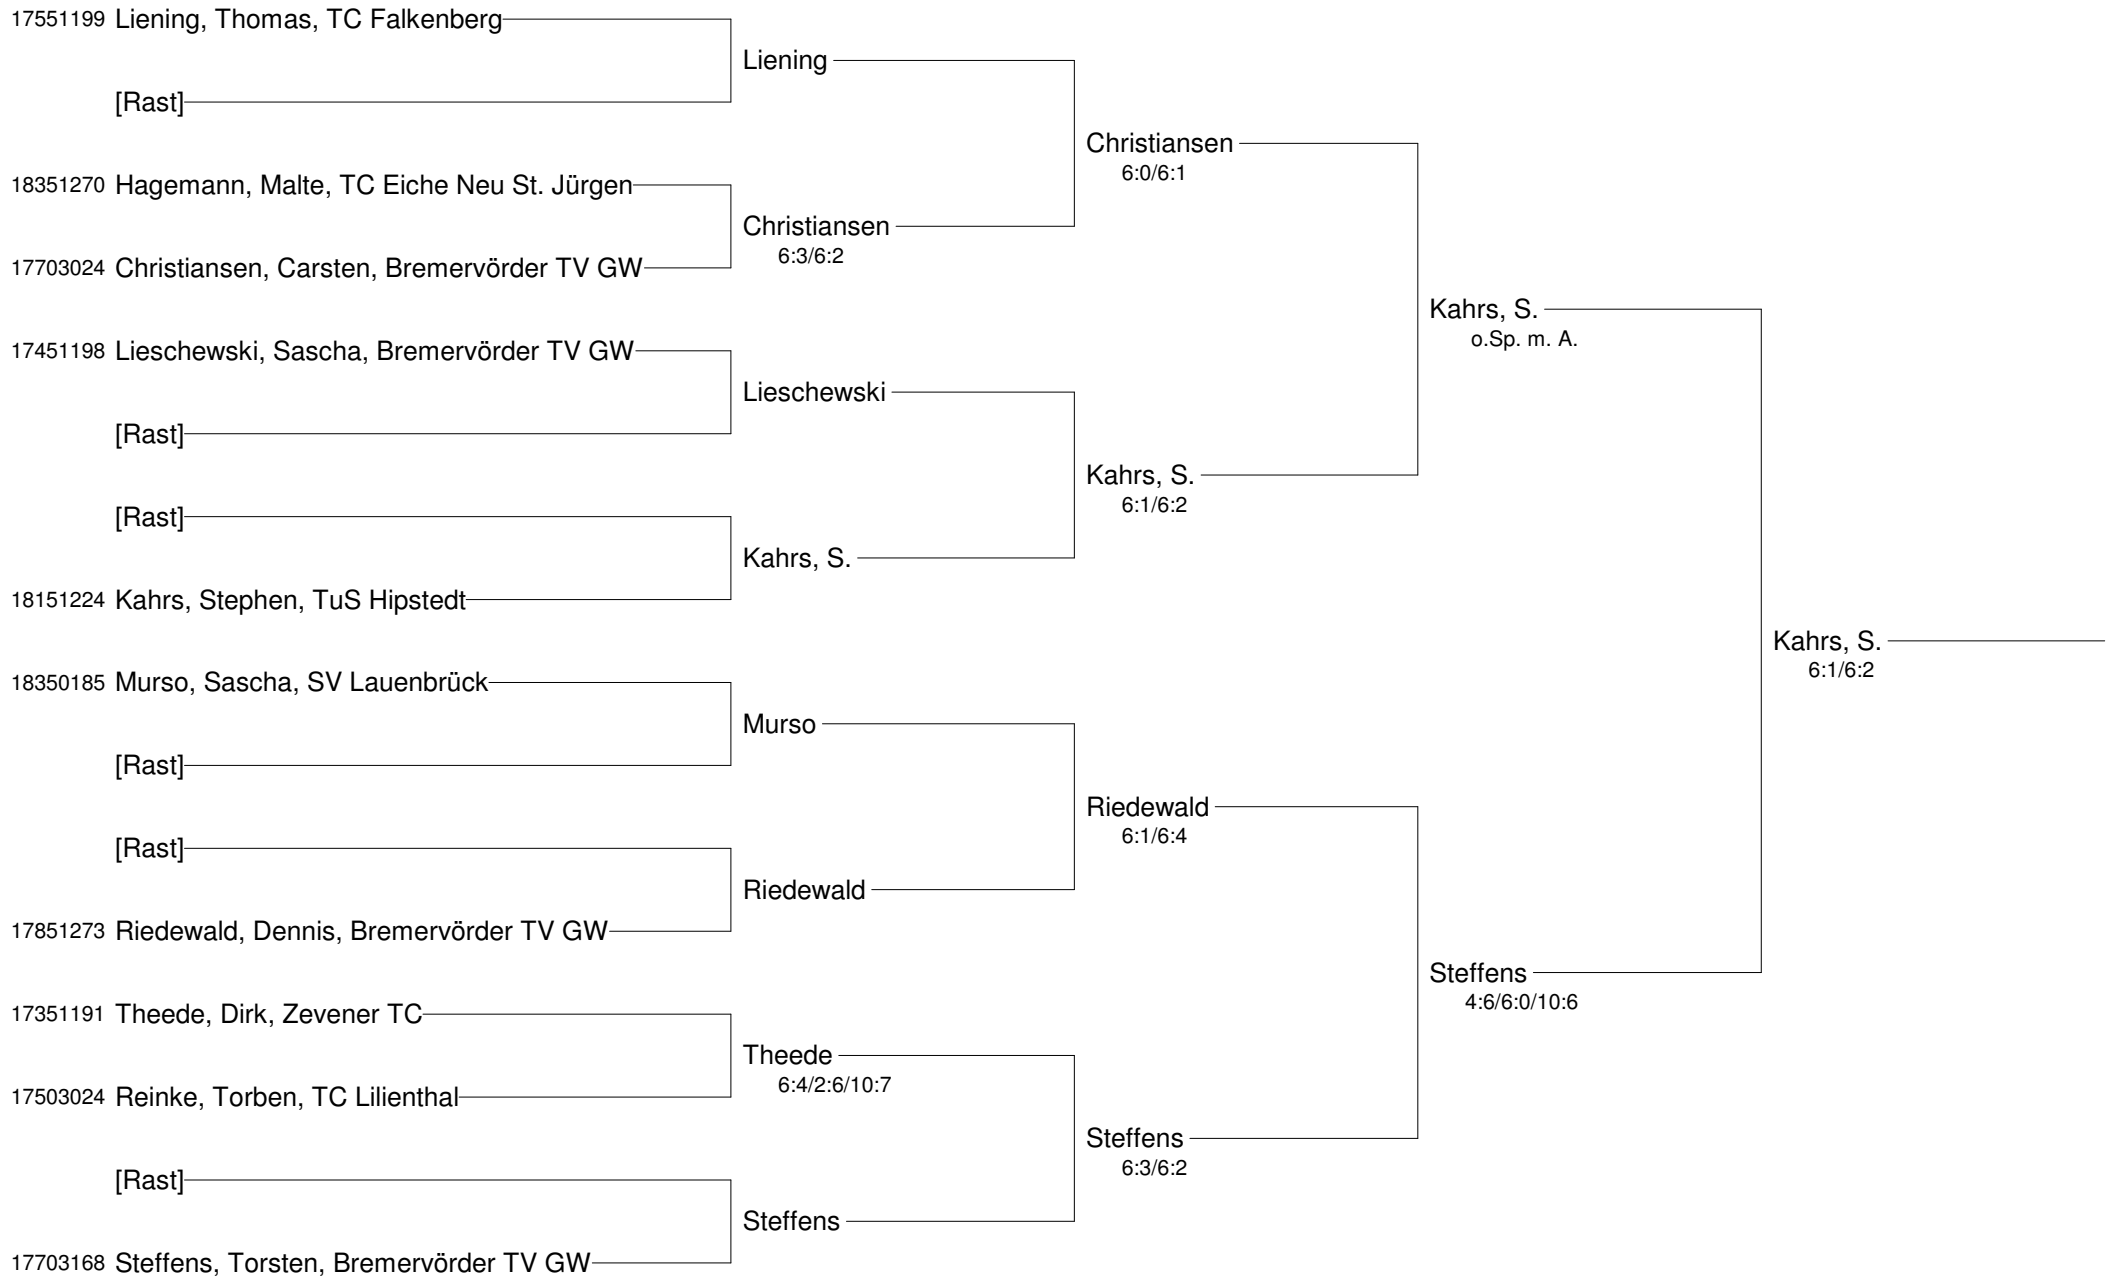 17551199 Liening, Thomas, TC Falkenberg
Liening
[Rast]
Christiansen
6:0/6:1
18351270 Hagemann, Malte, TC Eiche Neu St. Jürgen
Christiansen
6:3/6:2
17703024 Christiansen, Carsten, Bremervörder TV GW
Kahrs, S.
o.Sp. m. A.
17451198 Lieschewski, Sascha, Bremervörder TV GW
Lieschewski
[Rast]
Kahrs, S.
6:1/6:2
[Rast]
Kahrs, S.
18151224 Kahrs, Stephen, TuS Hipstedt
Kahrs, S.
6:1/6:2
18350185 Murso, Sascha, SV Lauenbrück
Murso
[Rast]
Riedewald
6:1/6:4
[Rast]
Riedewald
17851273 Riedewald, Dennis, Bremervörder TV GW
Steffens
4:6/6:0/10:6
17351191 Theede, Dirk, Zevener TC
Theede
6:4/2:6/10:7
17503024 Reinke, Torben, TC Lilienthal
Steffens
6:3/6:2
[Rast]
Steffens
17703168 Steffens, Torsten, Bremervörder TV GW